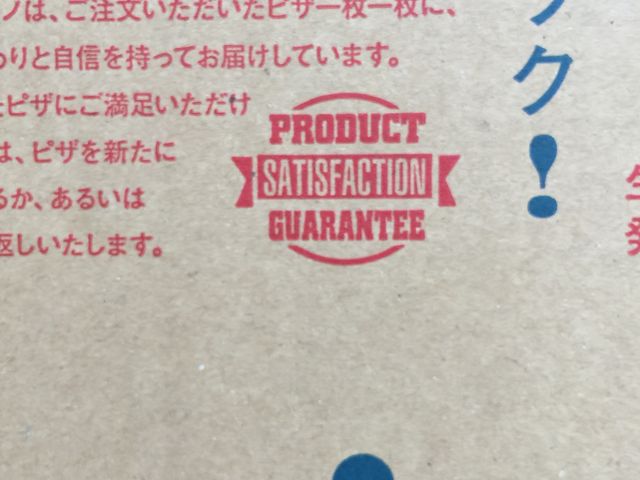 ノは、ご注文いただいたピザ一枚一枚に、
わりと自信を持ってお届けしています。
たピザにご満足いただけ
は、ピザを新たに
るか、あるいは
返しいたします。
PRODUCT
SATISFACTION
GUARANTEE
ック!